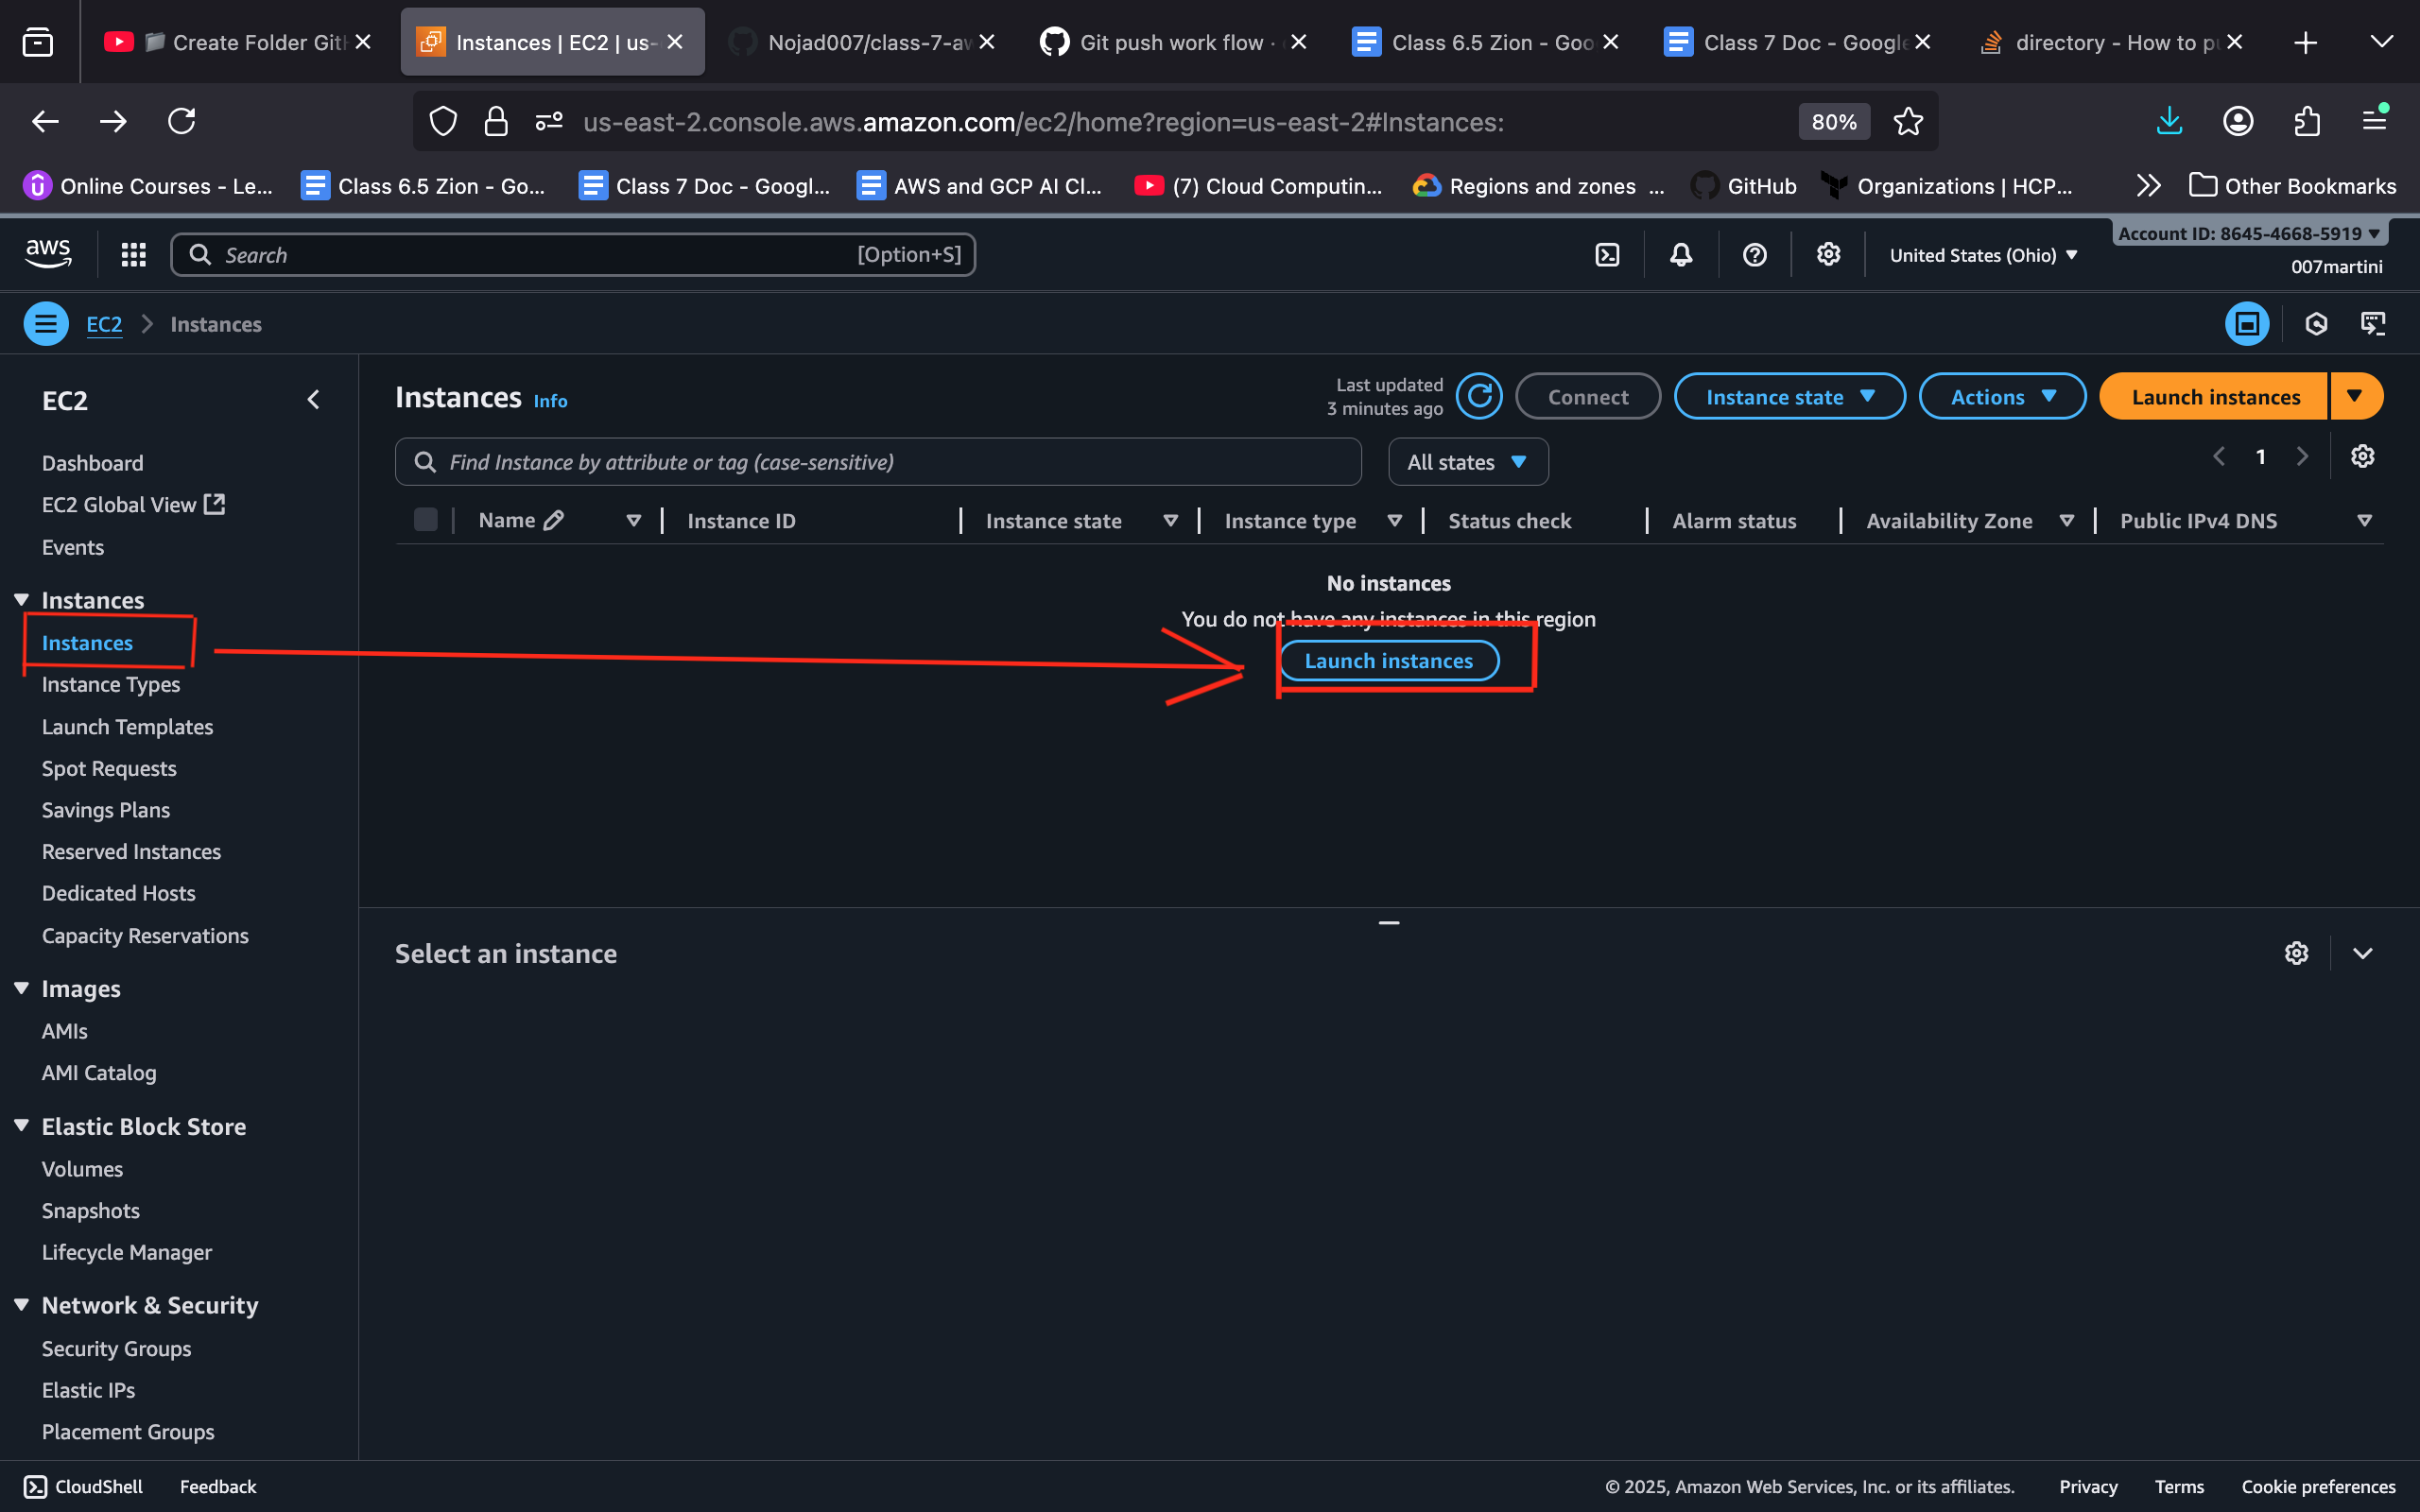 Create Folder Git
Instances | EC2 | us-
Nojad007/class-7-aw
Git push work flow ·
Class 6.5 Zion - Goo
Class 7 Doc - Google
directory - How to pu
us-east-2.console.aws.amazon.com/ec2/home?region=us-east-2#Instances:
80%
Online Courses - Le...
Class 6.5 Zion - Go...
Class 7 Doc - Googl...
AWS and GCP AI Cl...
(7) Cloud Computin...
Regions and zones ...
GitHub
Organizations | HCP...
Other Bookmarks
aws
Search
[Option+S]
United States (Ohio)
Account ID: 8645-4668-5919
007martini
EC2
Instances
EC2
Dashboard
EC2 Global View
Events
Instances
Instances
Instance Types
Launch Templates
Spot Requests
Savings Plans
Reserved Instances
Dedicated Hosts
Capacity Reservations
Images
AMIs
AMI Catalog
Elastic Block Store
Volumes
Snapshots
Lifecycle Manager
Network & Security
Security Groups
Elastic IPs
Placement Groups
Instances Info
Last updated
3 minutes ago
Connect
Instance state
Actions
Launch instances
Find Instance by attribute or tag (case-sensitive)
All states
1
Name
Instance ID
Instance state
Instance type
Status check
Alarm status
Availability Zone
Public IPv4 DNS
No instances
You do not have any instances in this region
Launch instances
Select an instance
CloudShell
Feedback
© 2025, Amazon Web Services, Inc. or its affiliates.
Privacy
Terms
Cookie preferences